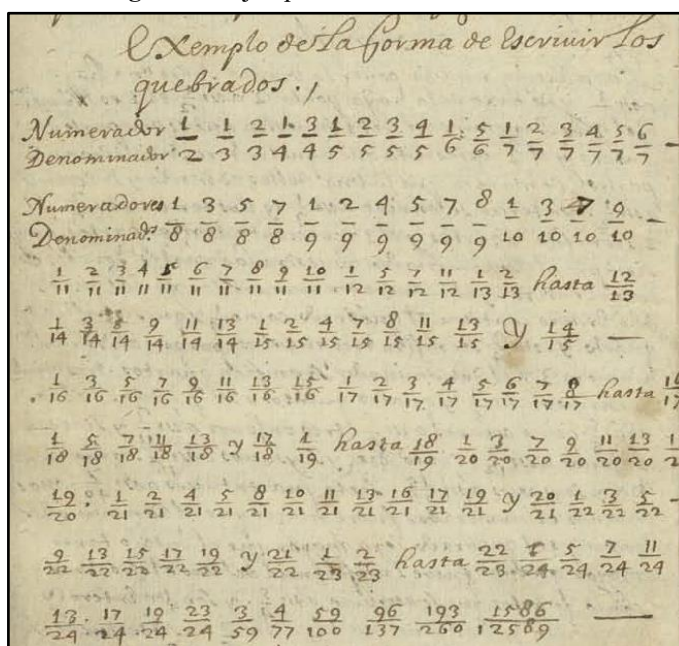 Exemplo de la forma de Escrivir Los
quebrados./
Numerador 1 1 2 1 3 1 2 3 4 1 5 1 2 3 4 5 6 —
Denominador 2 3 3 4 4 5 5 5 5 6 6 7 7 7 7 7 7
Numeradores 1 3 5 7 1 2 4 5 7 8 1 3 7 9 —
Denominads. 8 8 8 8 9 9 9 9 9 9 10 10 10 10
1/11 2/11 3/11 4/11 5/11 6/11 7/11 8/11 9/11 10/11 1/12 5/12 7/12 11/12 1/13 2/13 hasta 12/13
1/14 3/14 5/14 9/14 11/14 13/14 1/15 2/15 4/15 7/15 8/15 11/15 13/15 y 14/15 —
1/16 3/16 5/16 7/16 9/16 11/16 13/16 15/16 1/17 2/17 3/17 4/17 5/17 6/17 7/17 8/17 hasta 16/17
1/18 5/18 7/18 11/18 13/18 y 17/18 1/19 hasta 18/19 1/20 3/20 7/20 9/20 11/20 13/20
19/20. 1/21 2/21 4/21 5/21 8/21 10/21 11/21 13/21 16/21 17/21 19/21 y 20/21 1/22 3/22 5/22 —
9/22 13/22 15/22 17/22 19/22 y 21/22 1/23 2/23 hasta 22/23 1/24 5/24 7/24 11/24
13/24 17/24 19/24 23/24 3/59 4/77 59/100 96/137 193/260 1586/12589 —